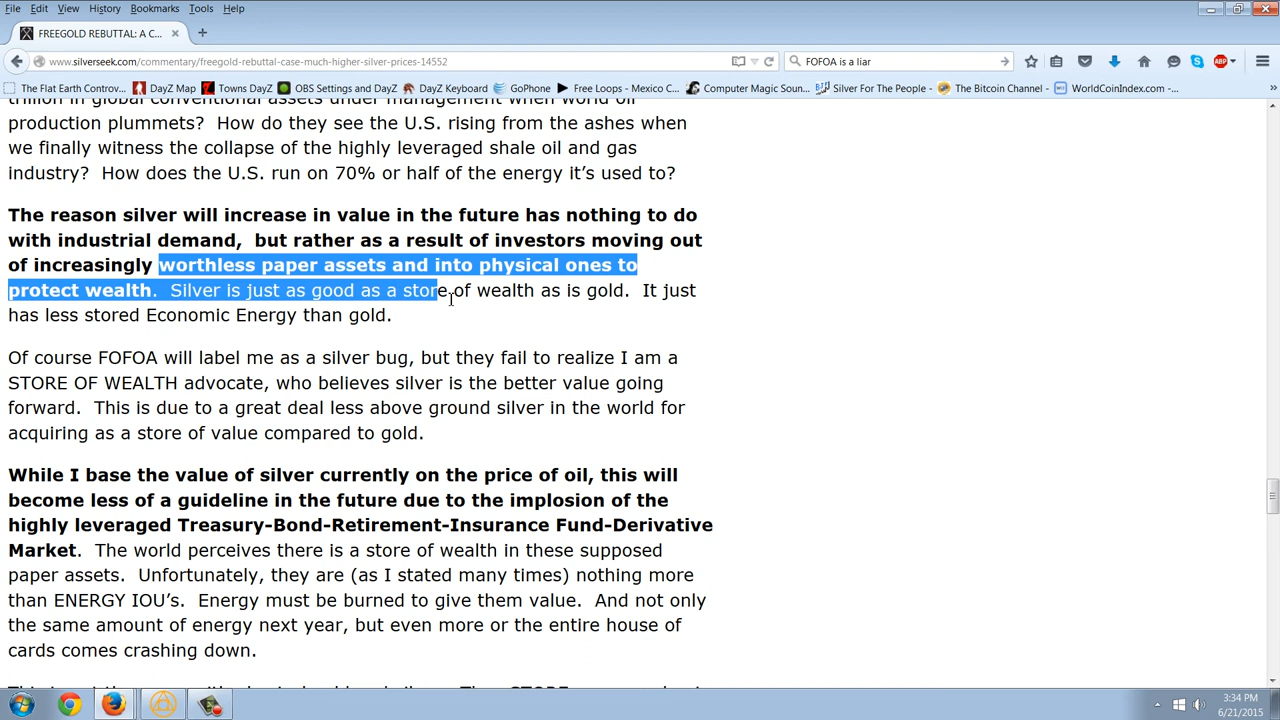 File Edit View History Bookmarks Tools Help
FREEGOLD REBUTTAL: A C...
www.silverseek.com/commentary/freegold-rebuttal-case-much-higher-silver-prices-14552
FOFOA is a liar
The Flat Earth Controv... DayZ Map Towns DayZ OBS Settings and DayZ DayZ Keyboard GoPhone Free Loops - Mexico C... Computer Magic Soun... Silver For The People The Bitcoin Channel - WorldCoinIndex.com -...
trillion in global conventional assets under management when world oil
production plummets?  How do they see the U.S. rising from the ashes when
we finally witness the collapse of the highly leveraged shale oil and gas
industry?  How does the U.S. run on 70% or half of the energy it's used to?
The reason silver will increase in value in the future has nothing to do
with industrial demand,  but rather as a result of investors moving out
of increasingly worthless paper assets and into physical ones to
protect wealth.  Silver is just as good as a store of wealth as is gold.  It just
has less stored Economic Energy than gold.
Of course FOFOA will label me as a silver bug, but they fail to realize I am a
STORE OF WEALTH advocate, who believes silver is the better value going
forward.  This is due to a great deal less above ground silver in the world for
acquiring as a store of value compared to gold.
While I base the value of silver currently on the price of oil, this will
become less of a guideline in the future due to the implosion of the
highly leveraged Treasury-Bond-Retirement-Insurance Fund-Derivative
Market.  The world perceives there is a store of wealth in these supposed
paper assets.  Unfortunately, they are (as I stated many times) nothing more
than ENERGY IOU's.  Energy must be burned to give them value.  And not only
the same amount of energy next year, but even more or the entire house of
cards comes crashing down.
3:34 PM
6/21/2015